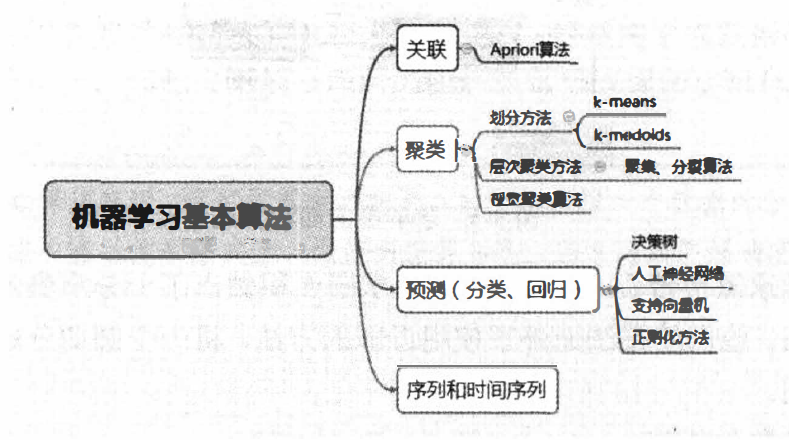 关联
Apriori算法
k-means
划分方法
k-medoids
聚类
层次聚类方法
聚集、分裂算法
聚类算法
机器学习基本算法
决策树
预测（分类、回归）
人工神经网络
支持向量机
正则化方法
序列和时间序列